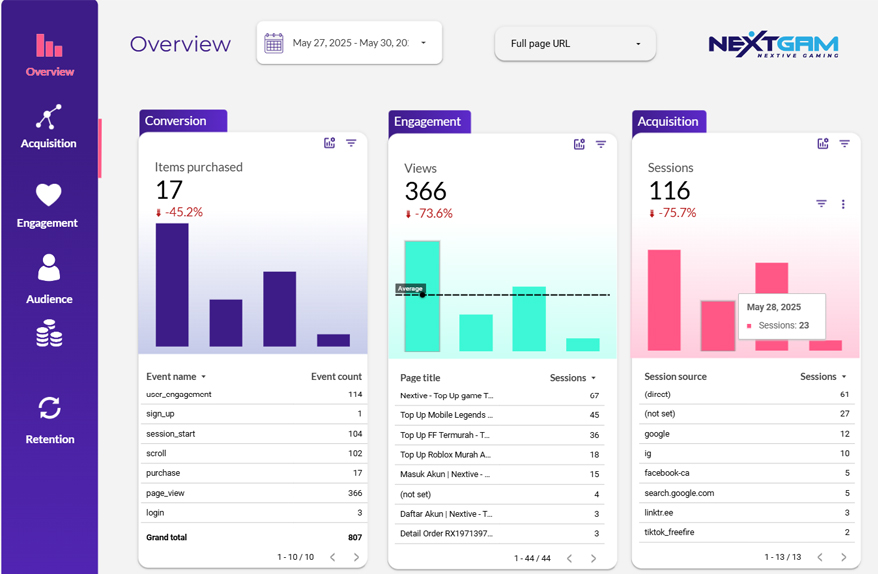 Overview
May 27, 2025 - May 30, 20
Full page URL
NEXTGAM
NEXTIVE GAMING
Overview
Acquisition
Engagement
Audience
Retention
Conversion
Items purchased
17
-45.2%
Event name
Event count
user_engagement 114
sign_up 1
session_start 104
scroll 102
purchase 17
page_view 366
login 3
Grand total 807
1 - 10 / 10
Engagement
Views
366
-73.6%
Average
Page title
Sessions
Nextive - Top Up game T... 67
Top Up Mobile Legends ... 45
Top Up FF Termurah - T... 36
Top Up Roblox Murah A... 18
Masuk Akun | Nextive - ... 15
(not set) 4
Daftar Akun | Nextive - T... 3
Detail Order RX1971397... 3
1 - 44 / 44
Acquisition
Sessions
116
-75.7%
May 28, 2025
Sessions: 23
Session source
Sessions
(direct) 61
(not set) 27
google 12
ig 10
facebook-ca 5
search.google.com 5
linktr.ee 3
tiktok_freefire 2
1 - 13 / 13